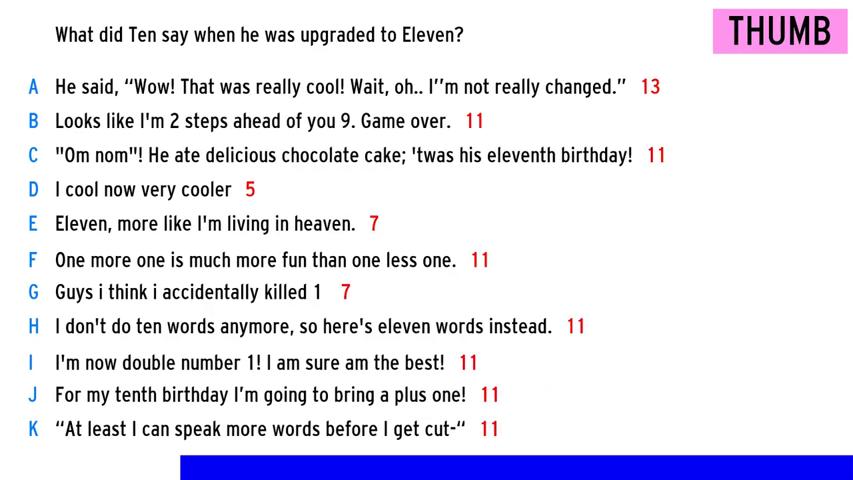 What did Ten say when he was upgraded to Eleven?
THUMB
A He said, “Wow! That was really cool! Wait, oh.. I’’m not really changed.” 13
B Looks like I'm 2 steps ahead of you 9. Game over. 11
C "Om nom"! He ate delicious chocolate cake; 'twas his eleventh birthday! 11
D I cool now very cooler 5
E Eleven, more like I'm living in heaven. 7
F One more one is much more fun than one less one. 11
G Guys i think i accidentally killed 1 7
H I don't do ten words anymore, so here's eleven words instead. 11
I I'm now double number 1! I am sure am the best! 11
J For my tenth birthday I’m going to bring a plus one! 11
K “At least I can speak more words before I get cut-“ 11